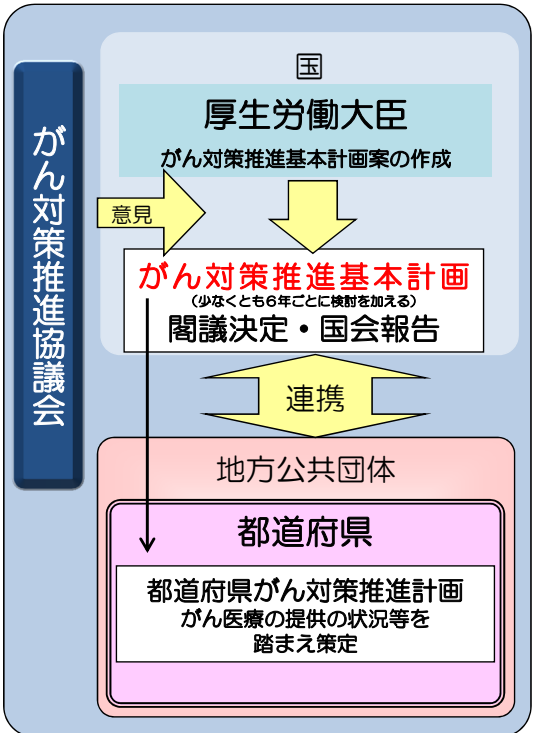 がん対策推進協議会
国
厚生労働大臣
がん対策推進基本計画案の作成
意見
がん対策推進基本計画
（少なくとも６年ごとに検討を加える）
閣議決定・国会報告
連携
地方公共団体
都道府県
都道府県がん対策推進計画
がん医療の提供の状況等を
踏まえ策定